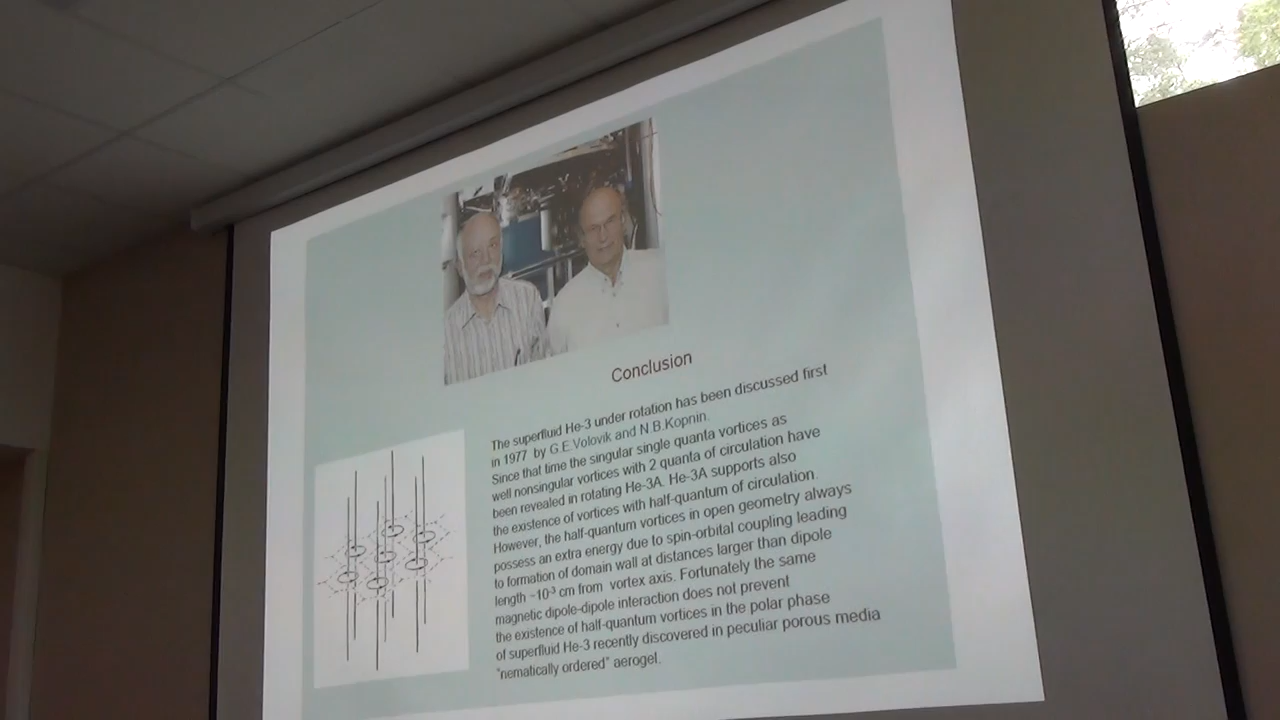 Conclusion
The superfluid He-3 under rotation has been discussed first
in 1977 by G.E.Volovik and N.B.Kopnin.
Since that time the singular single quanta vortices as
well nonsingular vortices with 2 quanta of circulation have
been revealed in rotating He-3A. He-3A supports also
the existence of vortices with half-quantum of circulation.
However, the half-quantum vortices in open geometry always
possess an extra energy due to spin-orbital coupling leading
to formation of domain wall at distances larger than dipole
length ~10⁻³ cm from vortex axis. Fortunately the same
magnetic dipole-dipole interaction does not prevent
the existence of half-quantum vortices in the polar phase
of superfluid He-3 recently discovered in peculiar porous media
"nematically ordered" aerogel.